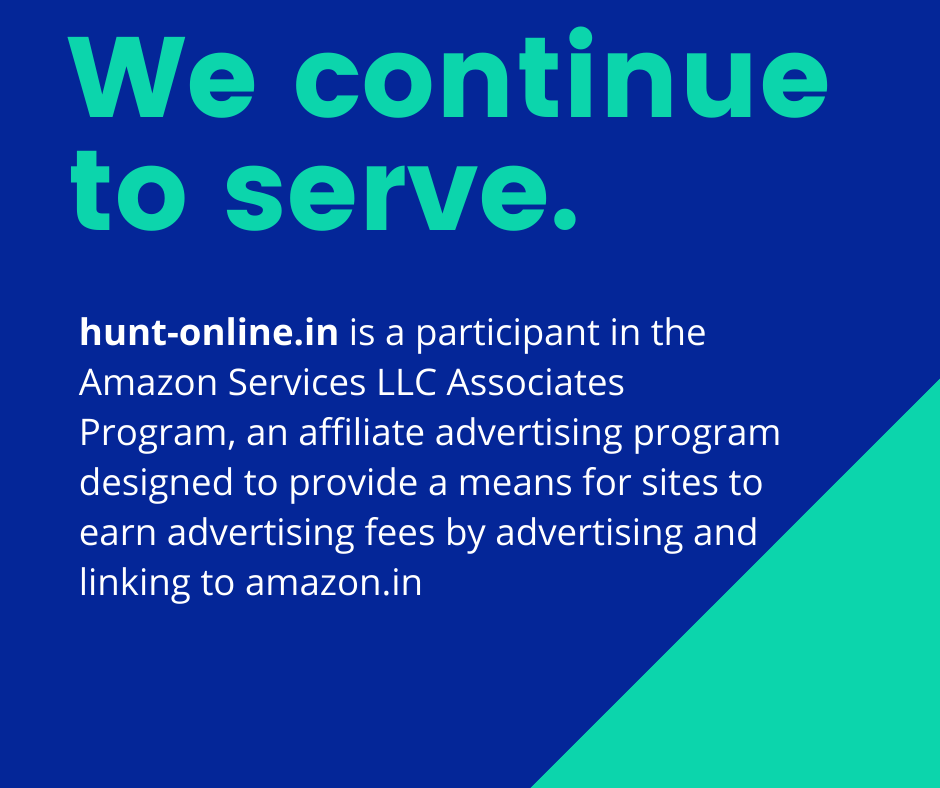 We continue
to serve.
hunt-online.in is a participant in the
Amazon Services LLC Associates
Program, an affiliate advertising program
designed to provide a means for sites to
earn advertising fees by advertising and
linking to amazon.in